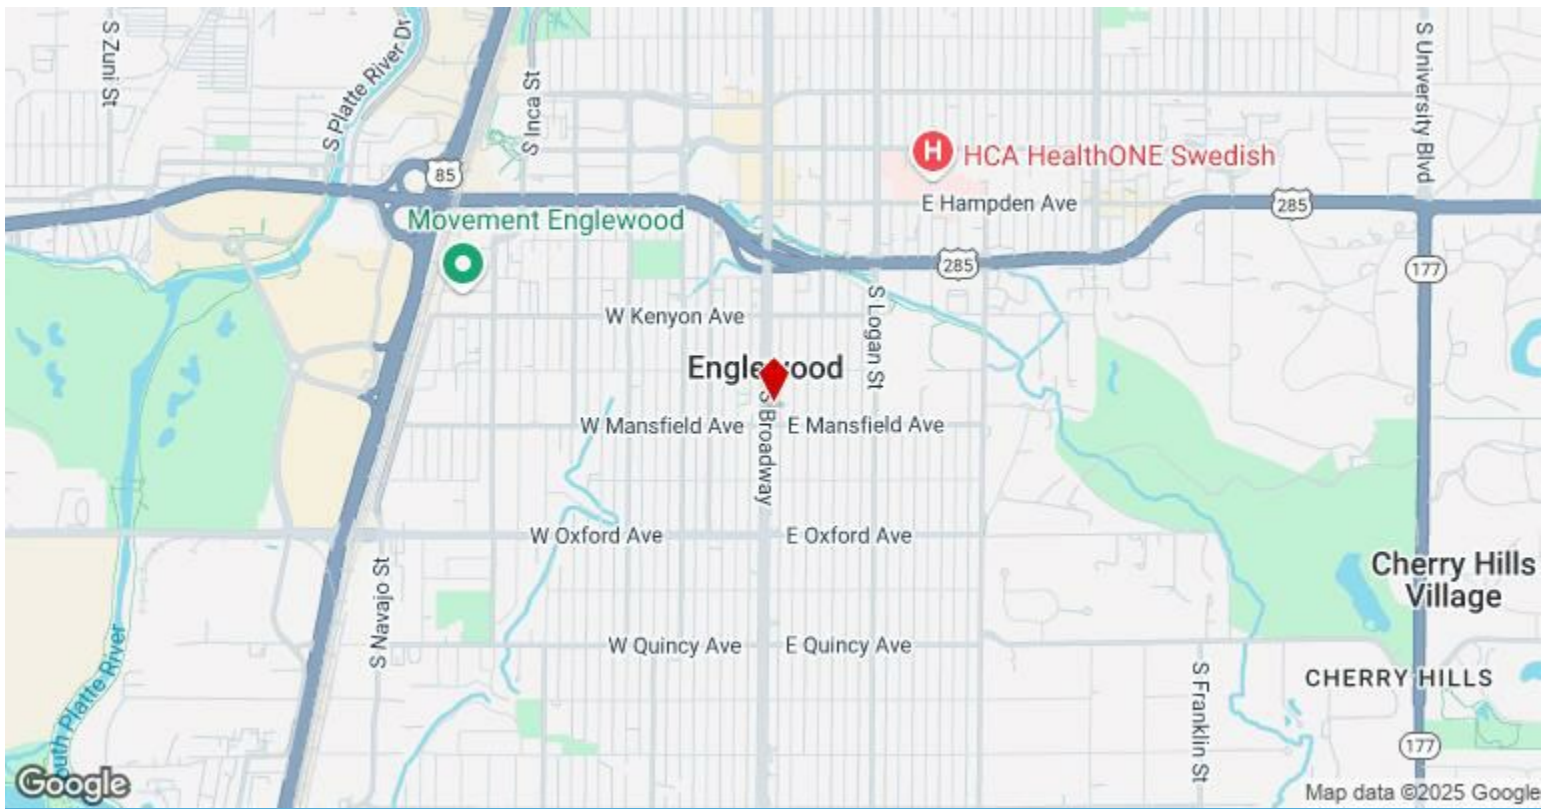 S Zuni St
S Platte River Dr
S Inca St
S University Blvd
85
HCA HealthONE Swedish
H
E Hampden Ave
285
Movement Englewood
285
177
W Kenyon Ave
S Logan St
Englewood
W Mansfield Ave
E Mansfield Ave
S Broadway
W Oxford Ave
E Oxford Ave
Cherry Hills
Village
S Navajo St
W Quincy Ave
E Quincy Ave
S Franklin St
CHERRY HILLS
outh Platte River
177
Google
Map data ©2025 Google